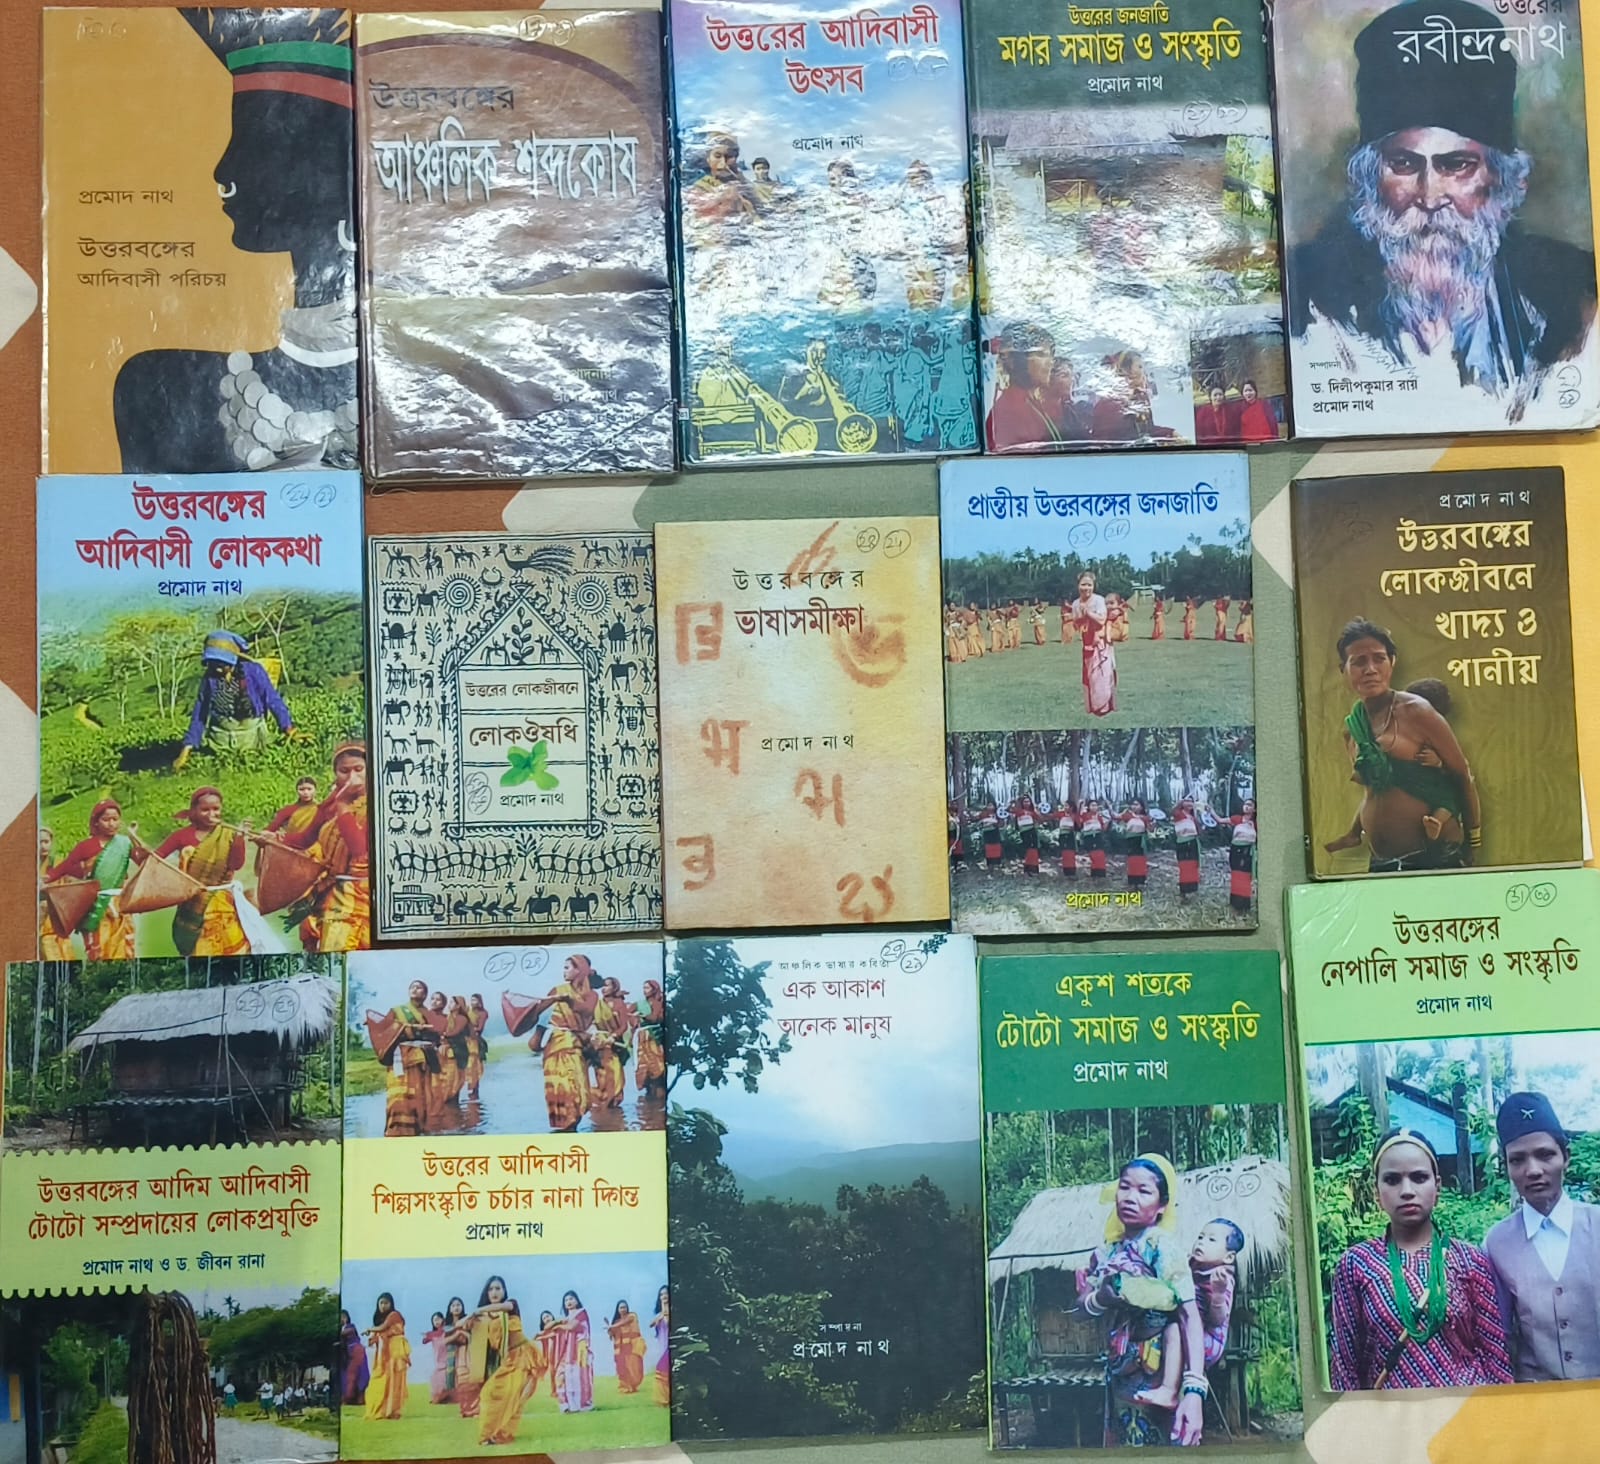 প্রমোদ নাথ
উত্তরবঙ্গের
আদিবাসী পরিচয়
উত্তরবঙ্গের
আঞ্চলিক শব্দকোষ
প্রমোদ নাথ
উত্তরের আদিবাসী
উৎসব
প্রমোদ নাথ
উত্তরের জনজাতি
মগর সমাজ ও সংস্কৃতি
প্রমোদ নাথ
উত্তরের
রবীন্দ্রনাথ
সম্পাদনা
ড. দিলীপকুমার রায়
প্রমোদ নাথ
উত্তরবঙ্গের
আদিবাসী লোককথা
প্রমোদ নাথ
উত্তরের লোকজীবনে
লোকঔষধি
প্রমোদ নাথ
উত্তরবঙ্গের
ভাষাসমীক্ষা
প্রমোদ নাথ
প্রান্তীয় উত্তরবঙ্গের জনজাতি
প্রমোদ নাথ
প্রমোদ নাথ
উত্তরবঙ্গের
লোকজীবনে
খাদ্য ও
পানীয়
উত্তরবঙ্গের আদিম আদিবাসী
টোটো সম্প্রদায়ের লোকপ্রযুক্তি
প্রমোদ নাথ ও ড. জীবন রানা
উত্তরের আদিবাসী
শিল্পসংস্কৃতি চর্চার নানা দিগন্ত
প্রমোদ নাথ
আঞ্চলিক ভাষার কবিতা
এক আকাশ
অনেক মানুষ
সম্পাদনা
প্রমোদ নাথ
একুশ শতকে
টোটো সমাজ ও সংস্কৃতি
প্রমোদ নাথ
উত্তরবঙ্গের
নেপালি সমাজ ও সংস্কৃতি
প্রমোদ নাথ